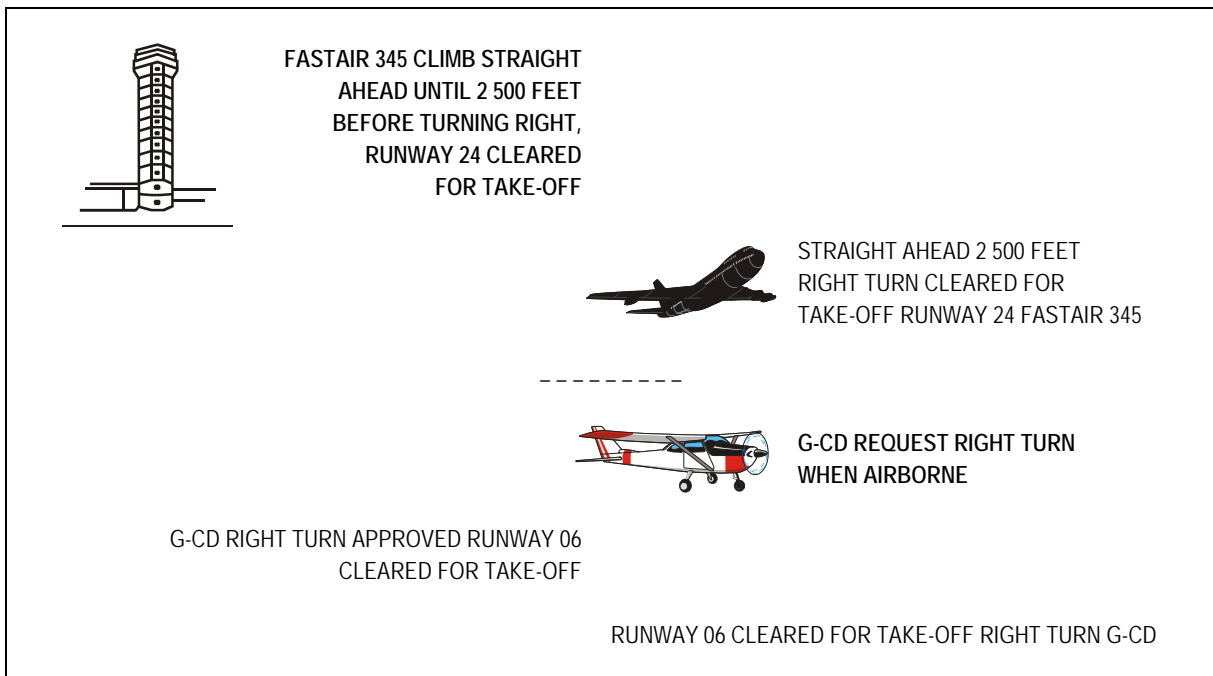 FASTAIR 345 CLIMB STRAIGHT
AHEAD UNTIL 2 500 FEET
BEFORE TURNING RIGHT,
RUNWAY 24 CLEARED
FOR TAKE-OFF
STRAIGHT AHEAD 2 500 FEET
RIGHT TURN CLEARED FOR
TAKE-OFF RUNWAY 24 FASTAIR 345
G-CD REQUEST RIGHT TURN
WHEN AIRBORNE
G-CD RIGHT TURN APPROVED RUNWAY 06
CLEARED FOR TAKE-OFF
RUNWAY 06 CLEARED FOR TAKE-OFF RIGHT TURN G-CD